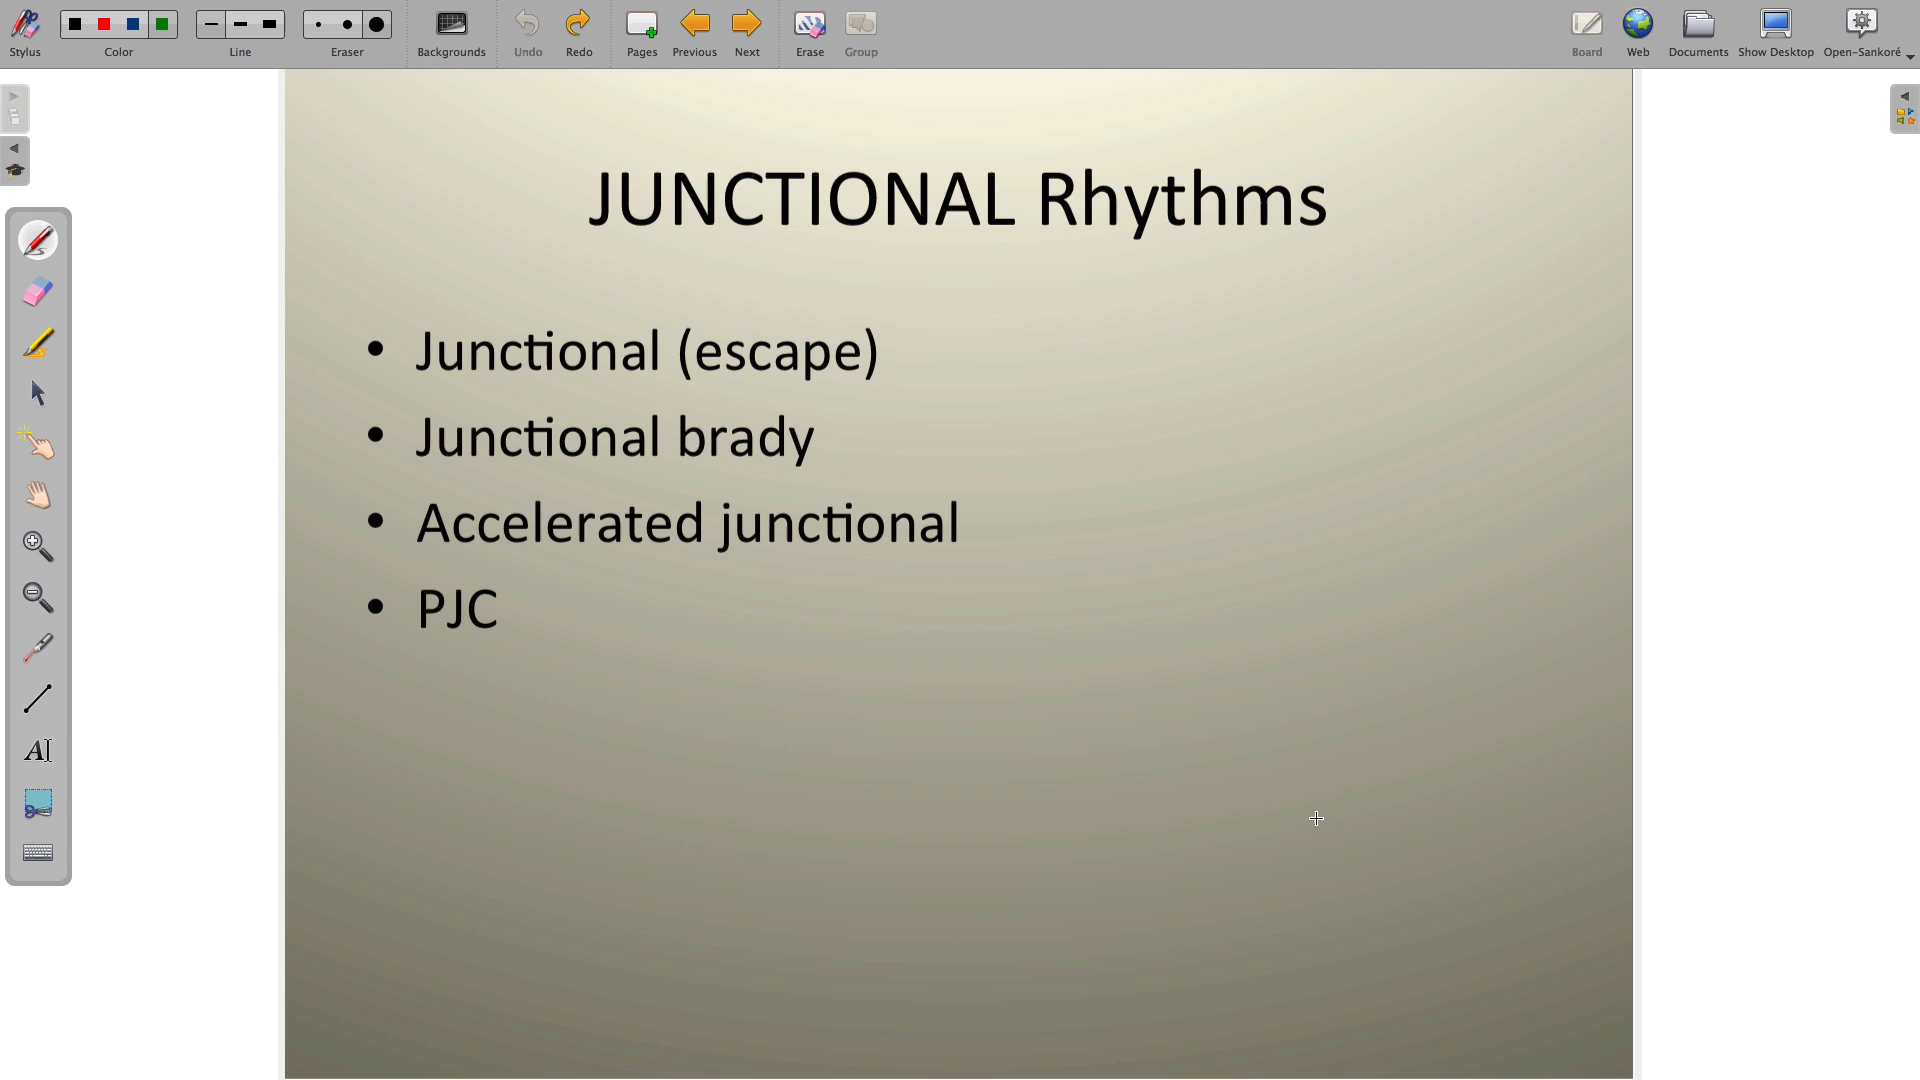 Stylus
Color
Line
Eraser
Backgrounds
Undo
Redo
Pages
Previous
Next
Erase
Group
Board
Web
Documents
Show Desktop
Open-Sankoré
JUNCTIONAL Rhythms
• Junctional (escape)
• Junctional brady
• Accelerated junctional
• PJC